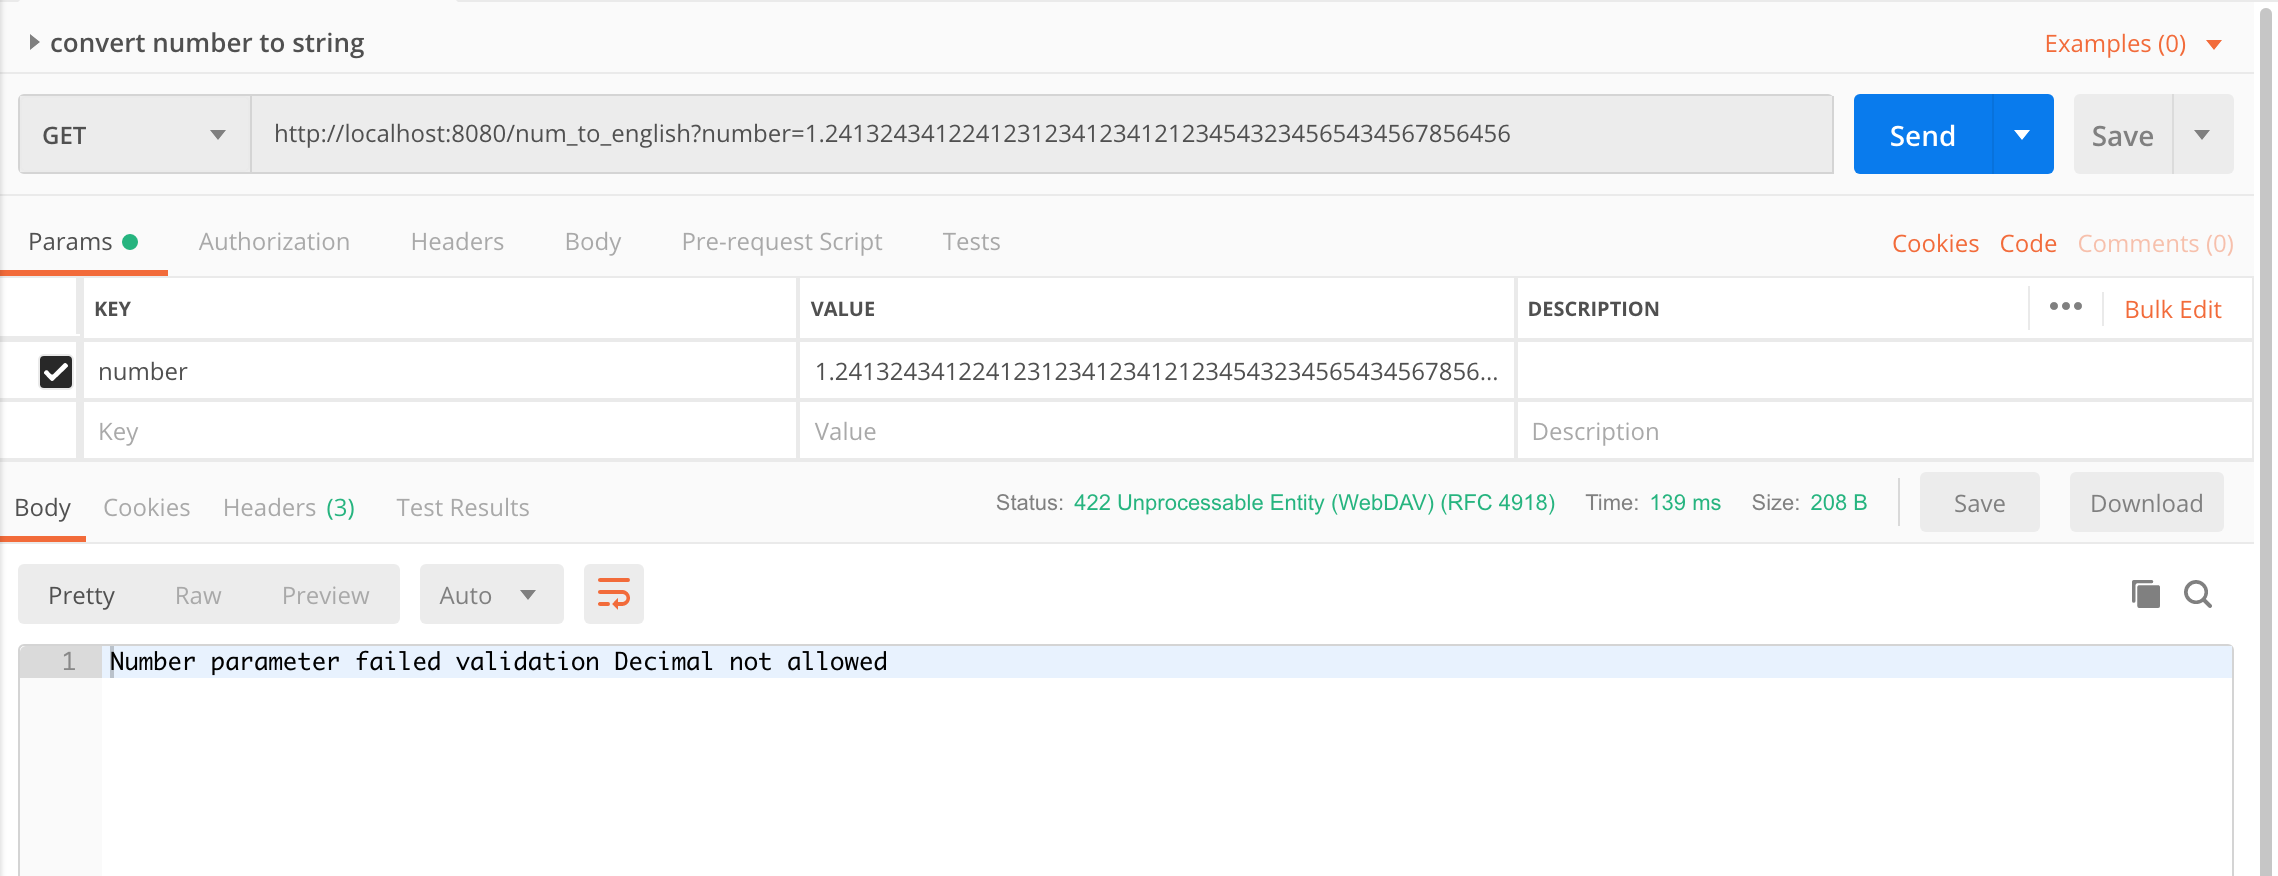 convert number to string
Examples (0)
GET
http://localhost:8080/num_to_english?number=1.24132434122412312341234121234543234565434567856456
Send
Save
Params
Authorization
Headers
Body
Pre-request Script
Tests
Cookies
Code
Comments (0)
KEY
VALUE
DESCRIPTION
Bulk Edit
number
1.241324341224123123412341212345432345654345678​56...
Key
Value
Description
Body
Cookies
Headers (3)
Test Results
Status: 422 Unprocessable Entity (WebDAV) (RFC 4918)
Time: 139 ms
Size: 208 B
Save
Download
Pretty
Raw
Preview
Auto
1
Number parameter failed validation Decimal not allowed